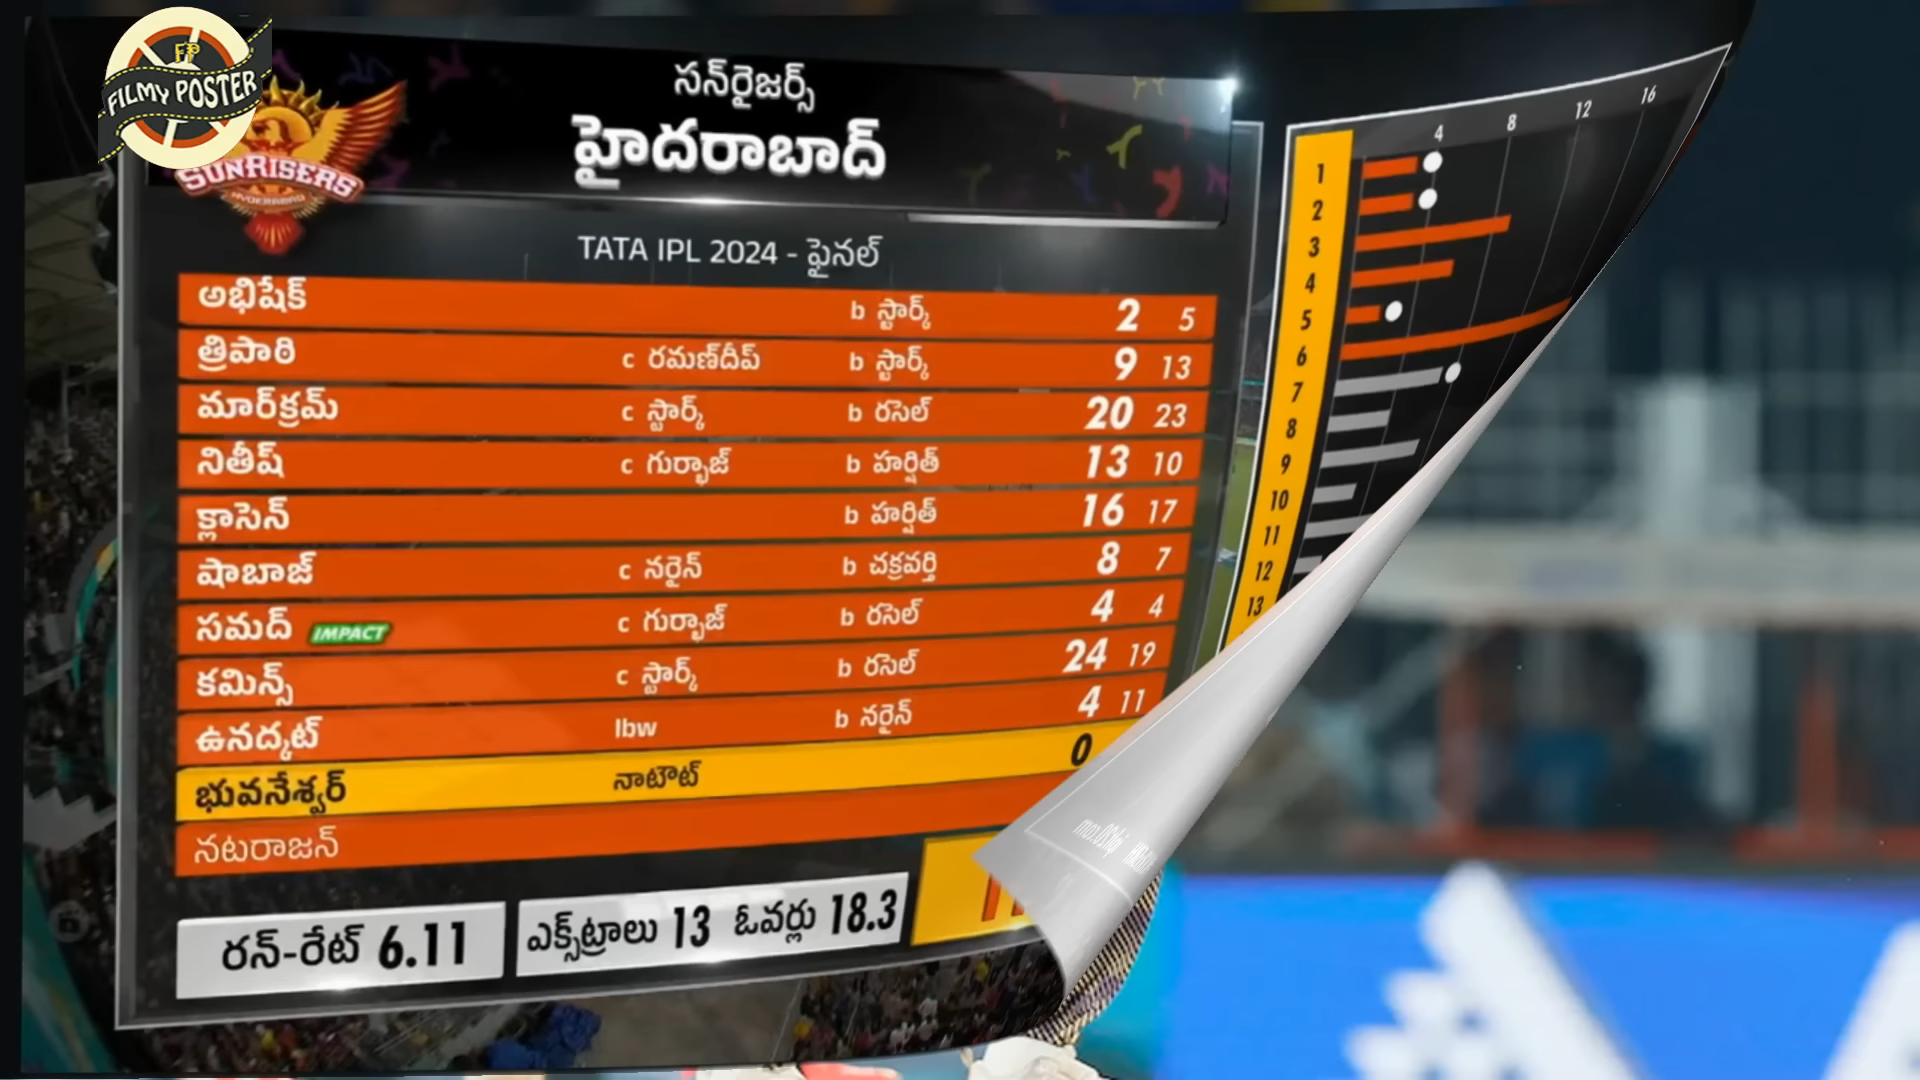 FP
FILMY POSTER
SUNRISERS
HYDERABAD
సన్‌రైజర్స్
హైదరాబాద్
TATA IPL 2024 - ఫైనల్
అభిషేక్ b స్టార్క్ 2 5
త్రిపాఠి c రమణ్‌దీప్ b స్టార్క్ 9 13
మార్‌క్రమ్ c స్టార్క్ b రసెల్ 20 23
నితీష్ c గుర్బాజ్ b హర్షిత్ 13 10
క్లాసెన్ b హర్షిత్ 16 17
షాబాజ్ c నరైన్ b చక్రవర్తి 8 7
సమద్ IMPACT c గుర్బాజ్ b రసెల్ 4 4
కమిన్స్ c స్టార్క్ b రసెల్ 24 19
ఉనద్కట్ lbw b నరైన్ 4 11
భువనేశ్వర్ నాటౌట్ 0
నటరాజన్
రన్-రేట్ 6.11 ఎక్స్‌ట్రాలు 13 ఓవర్లు 18.3
4 8 12 16
1
2
3
4
5
6
7
8
9
10
11
12
13